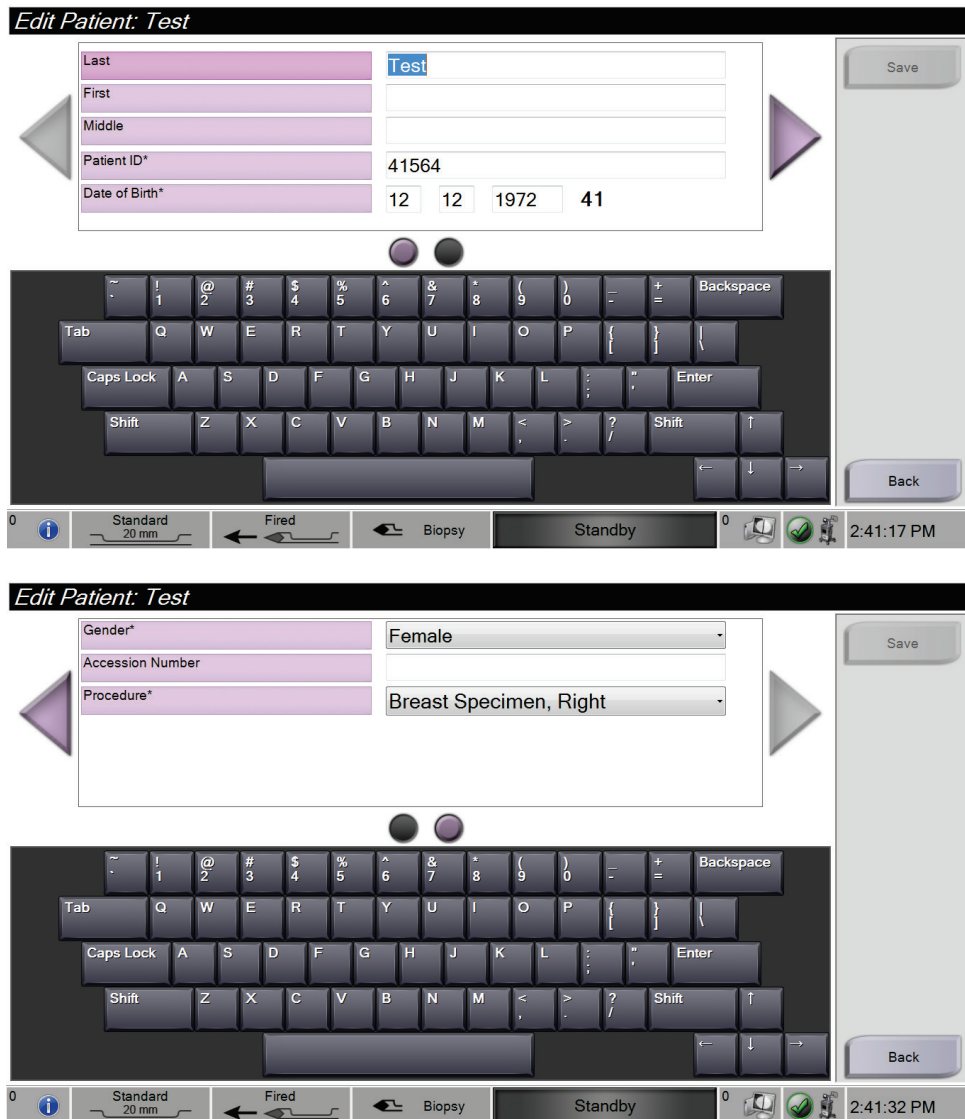 Edit Patient: Test
Last Test
Save
First
Middle
Patient ID* 41564
Date of Birth* 12 12 1972 41
~ ! @ # $ % ^ & * ( ) _ + Backspace
` 1 2 3 4 5 6 7 8 9 0 - =
Tab Q W E R T Y U I O P { } |
[ ] \
Caps Lock A S D F G H J K L : " Enter
; '
Shift Z X C V B N M < > ? Shift ↑
, . /
← ↓ →
Back
0 Standard Fired Biopsy Standby 0 2:41:17 PM
20 mm
Edit Patient: Test
Gender* Female
Save
Accession Number
Procedure* Breast Specimen, Right
~ ! @ # $ % ^ & * ( ) _ + Backspace
` 1 2 3 4 5 6 7 8 9 0 - =
Tab Q W E R T Y U I O P { } |
[ ] \
Caps Lock A S D F G H J K L : " Enter
; '
Shift Z X C V B N M < > ? Shift ↑
, . /
← ↓ →
Back
0 Standard Fired Biopsy Standby 0 2:41:32 PM
20 mm